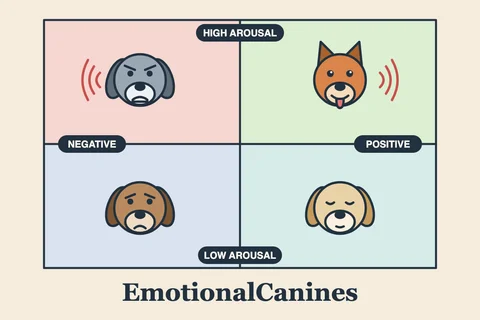 HIGH AROUSAL
NEGATIVE
POSITIVE
LOW AROUSAL
EmotionalCanines